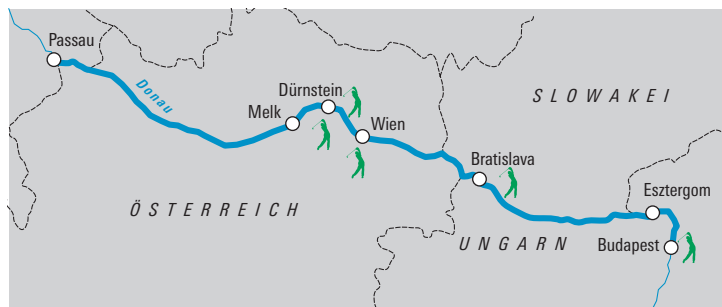 Passau
Donau
Dürnstein
Melk
Wien
SLOWAKEI
Bratislava
ÖSTERREICH
Esztergom
UNGARN
Budapest